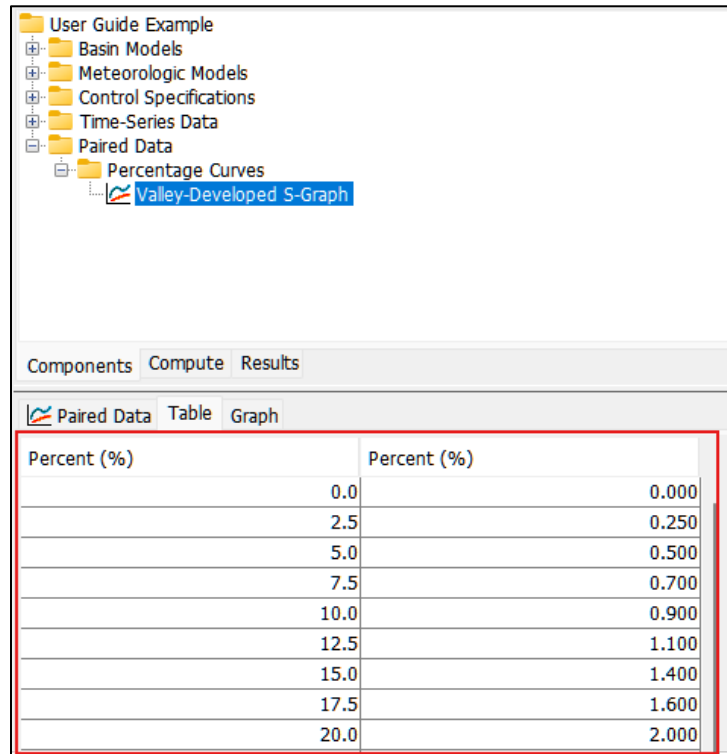 User Guide Example
Basin Models
Meteorologic Models
Control Specifications
Time-Series Data
Paired Data
Percentage Curves
Valley-Developed S-Graph
Components Compute Results
Paired Data Table Graph
Percent (%) Percent (%)
0.0 0.000
2.5 0.250
5.0 0.500
7.5 0.700
10.0 0.900
12.5 1.100
15.0 1.400
17.5 1.600
20.0 2.000